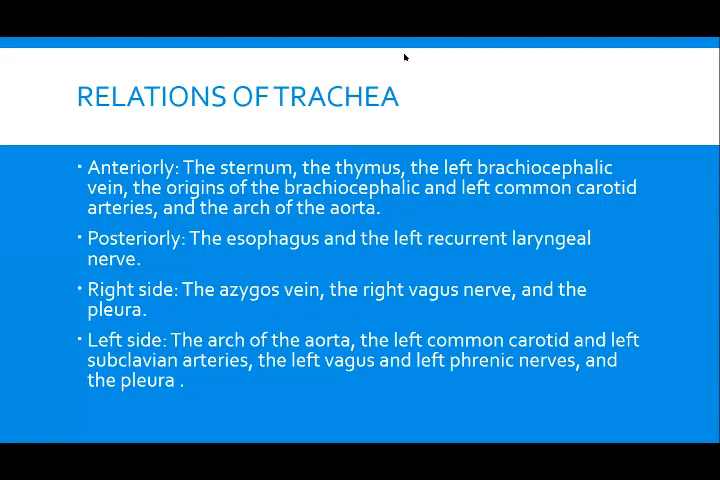 RELATIONS OF TRACHEA
▪ Anteriorly: The sternum, the thymus, the left brachiocephalic
vein, the origins of the brachiocephalic and left common carotid
arteries, and the arch of the aorta.
▪ Posteriorly: The esophagus and the left recurrent laryngeal
nerve.
▪ Right side: The azygos vein, the right vagus nerve, and the
pleura.
▪ Left side: The arch of the aorta, the left common carotid and left
subclavian arteries, the left vagus and left phrenic nerves, and
the pleura .